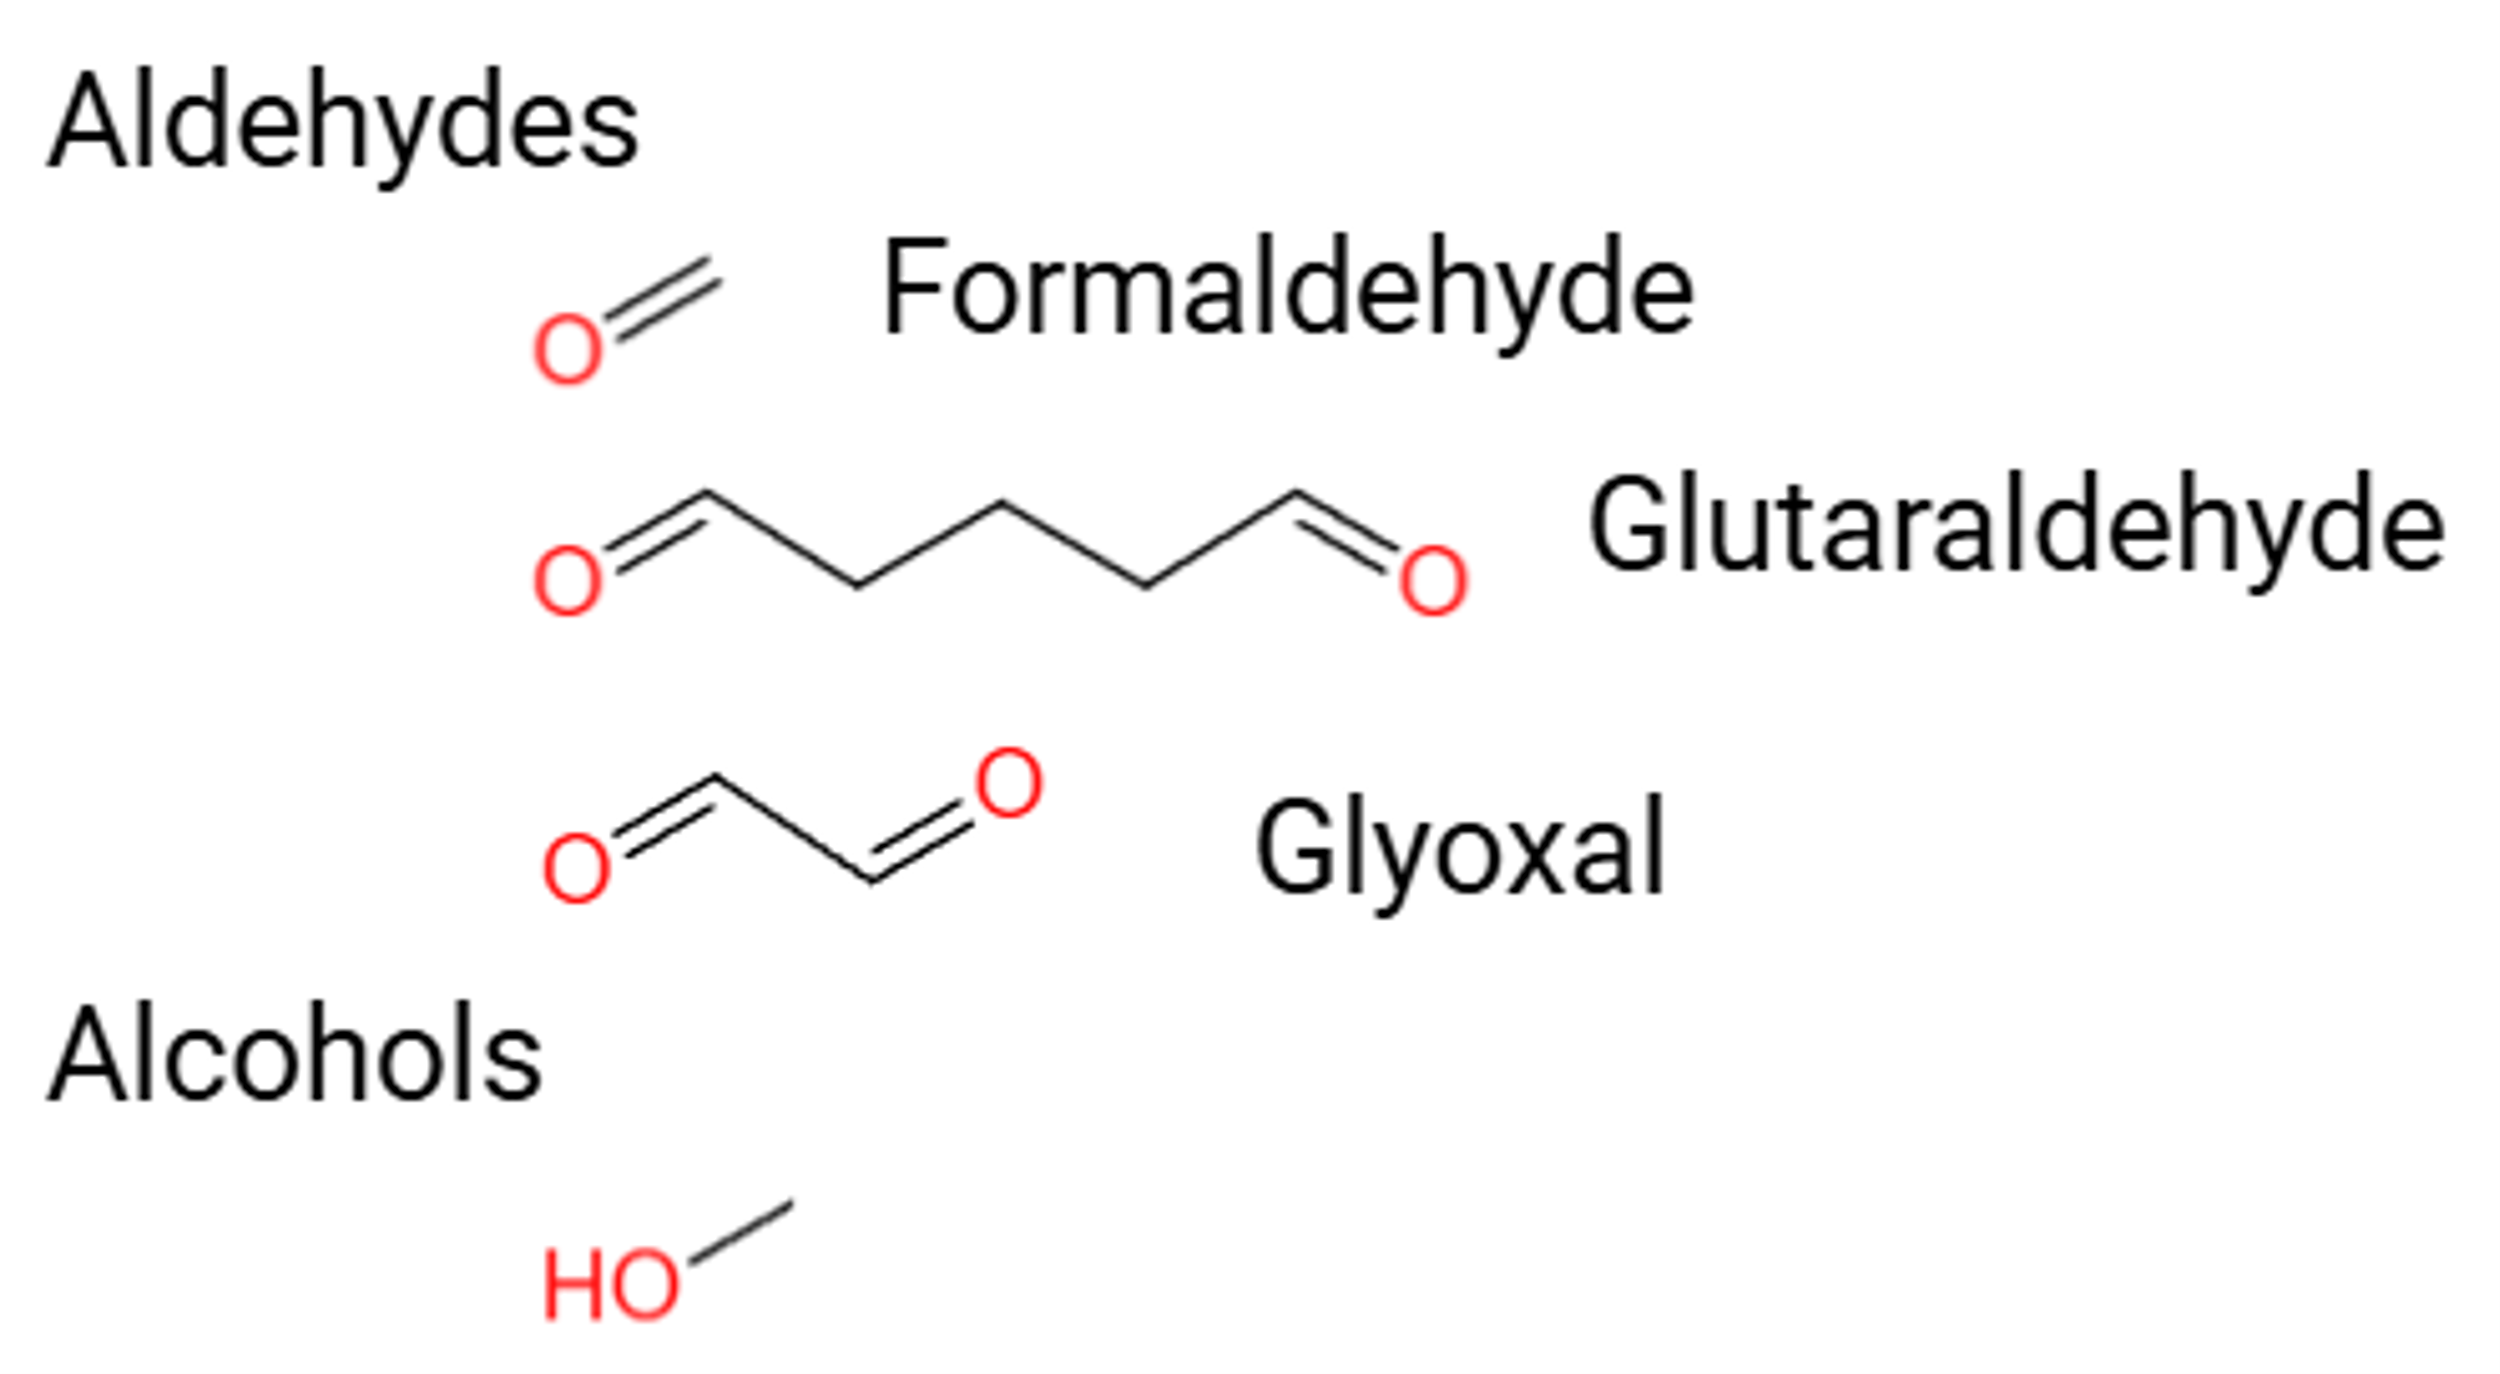 Aldehydes
O
Formaldehyde
O
O
Glutaraldehyde
O
O
Glyoxal
Alcohols
HO